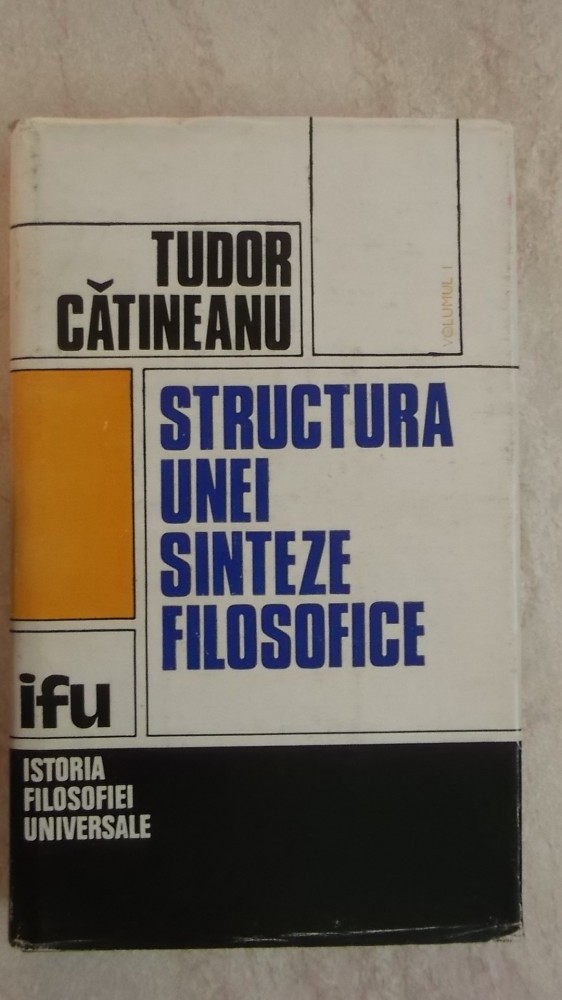 TUDOR
CĂTINEANU
VOLUMUL I
STRUCTURA
UNEI
SINTEZE
FILOSOFICE
ifu
ISTORIA
FILOSOFIEI
UNIVERSALE